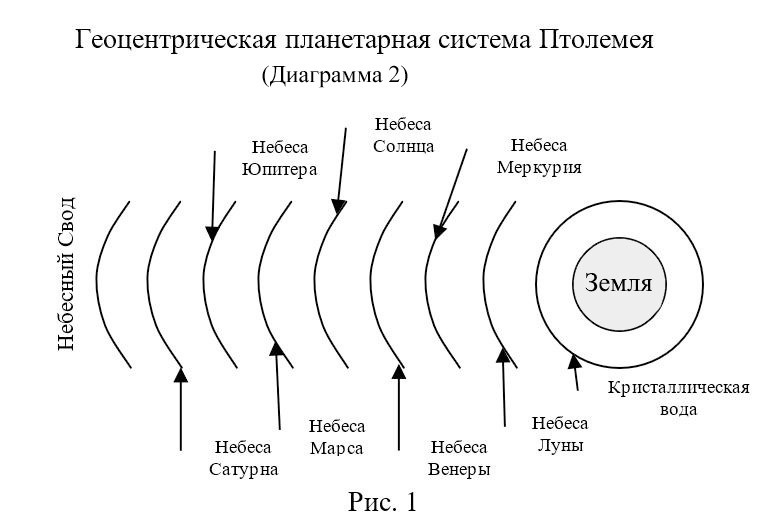 Геоцентрическая планетарная система Птолемея
(Диаграмма 2)
Небеса
Юпитера
Небеса
Солнца
Небеса
Меркурия
Небесный Свод
Земля
Кристаллическая
вода
Небеса
Сатурна
Небеса
Марса
Небеса
Венеры
Небеса
Луны
Рис. 1